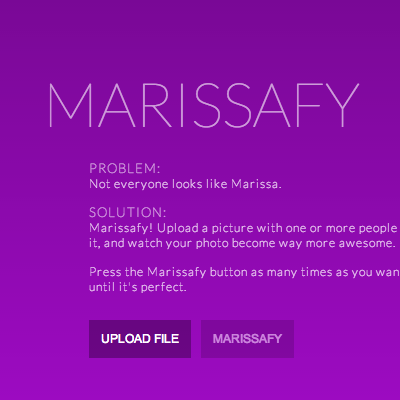 MARISSAFY
PROBLEM:
Not everyone looks like Marissa.
SOLUTION:
Marissafy! Upload a picture with one or more people
it, and watch your photo become way more awesome.
Press the Marissafy button as many times as you wan
until it's perfect.
UPLOAD FILE
MARISSAFY